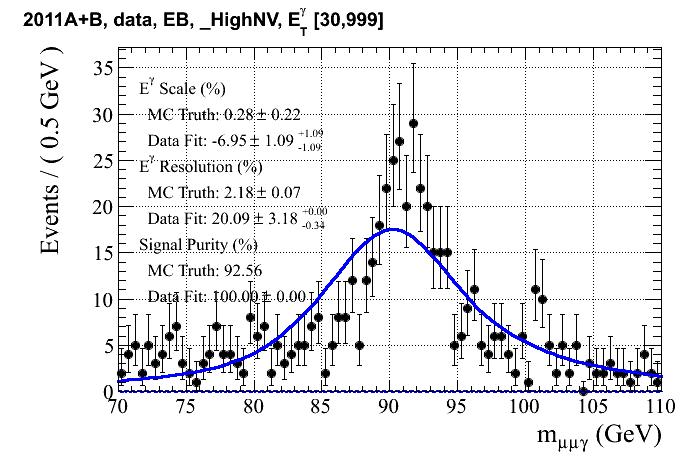 2011A+B, data, EB, _HighNV, E_T^γ [30,999]
Events / ( 0.5 GeV )
35
30
25
20
15
10
5
0
E^γ Scale (%)
MC Truth: 0.28 ± 0.22
Data Fit: -6.95 ± 1.09 +1.09 -1.09
E^γ Resolution (%)
MC Truth: 2.18 ± 0.07
Data Fit: 20.09 ± 3.18 +0.00 -0.34
Signal Purity (%)
MC Truth: 92.56
Data Fit: 100.00 ± 0.00
70 75 80 85 90 95 100 105 110
m_μμγ (GeV)